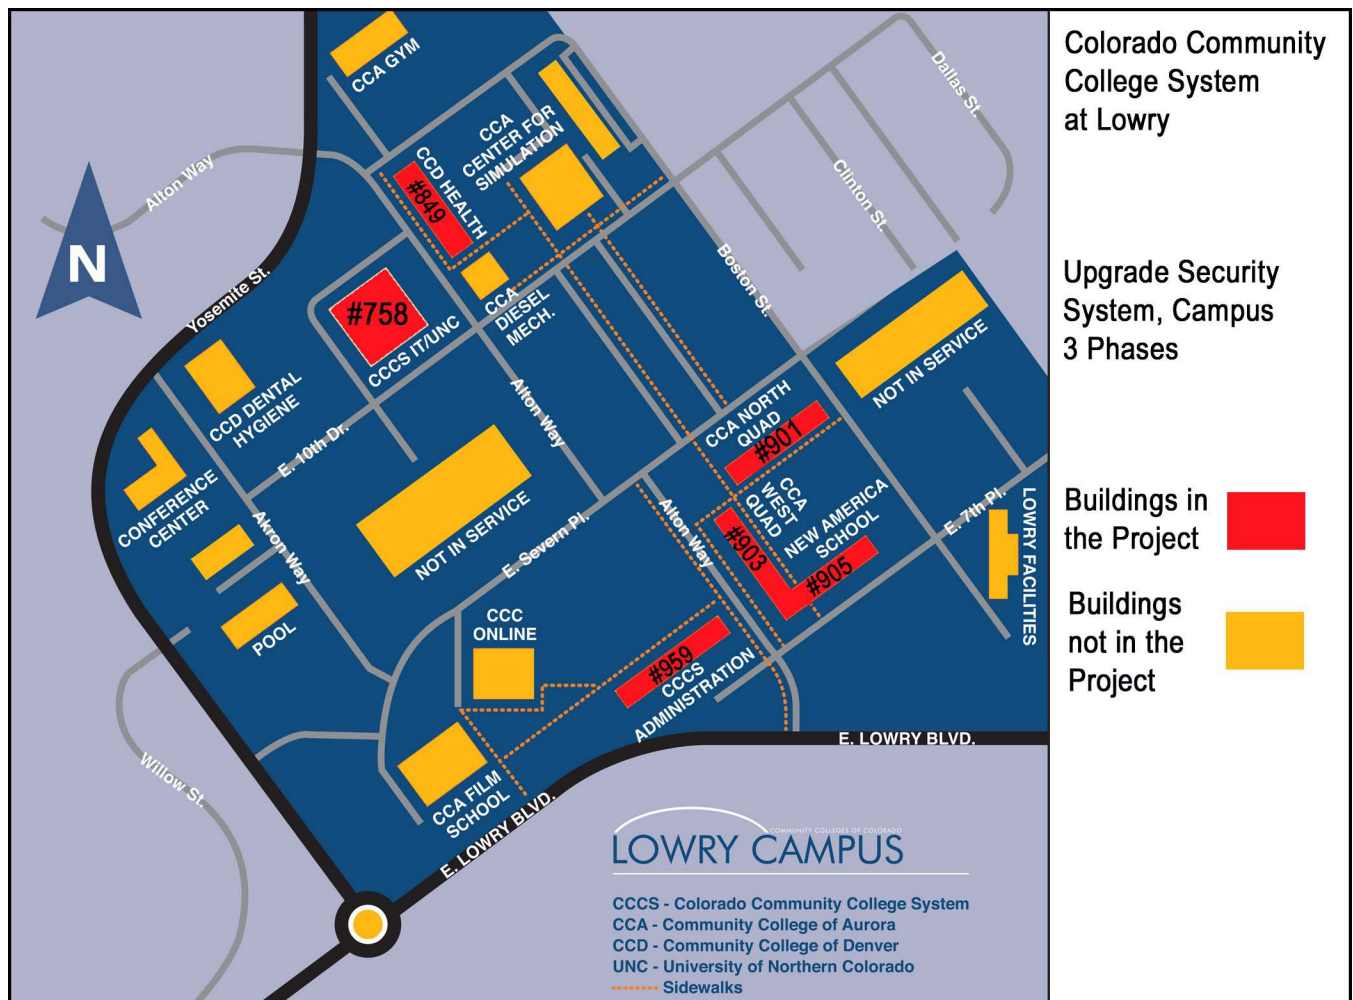 Colorado Community
College System
at Lowry
Upgrade Security
System, Campus
3 Phases
Buildings in
the Project
Buildings
not in the
Project
CCA GYM
Dallas St.
CCA
CENTER FOR
SIMULATION
CCD HEALTH
#849
Alton Way
Clinton St.
N
Yosemite St.
Boston St.
#758
CCCS IT/UNC
CCA
DIESEL
MECH.
NOT IN SERVICE
CCD DENTAL
HYGIENE
Alton Way
CCA NORTH
QUAD
#901
E. 10th Dr.
CONFERENCE
CENTER
NOT IN SERVICE
CCA
WEST
QUAD
NEW AMERICA
SCHOOL
E. 7th Pl.
LOWRY FACILITIES
Akron Way
E. Severn Pl.
Alton Way
#903
#905
POOL
CCC
ONLINE
#959
CCCS
ADMINISTRATION
E. LOWRY BLVD.
Willow St.
CCA FILM
SCHOOL
E. LOWRY BLVD.
COMMUNITY COLLEGES OF COLORADO
LOWRY CAMPUS
CCCS - Colorado Community College System
CCA - Community College of Aurora
CCD - Community College of Denver
UNC - University of Northern Colorado
Sidewalks